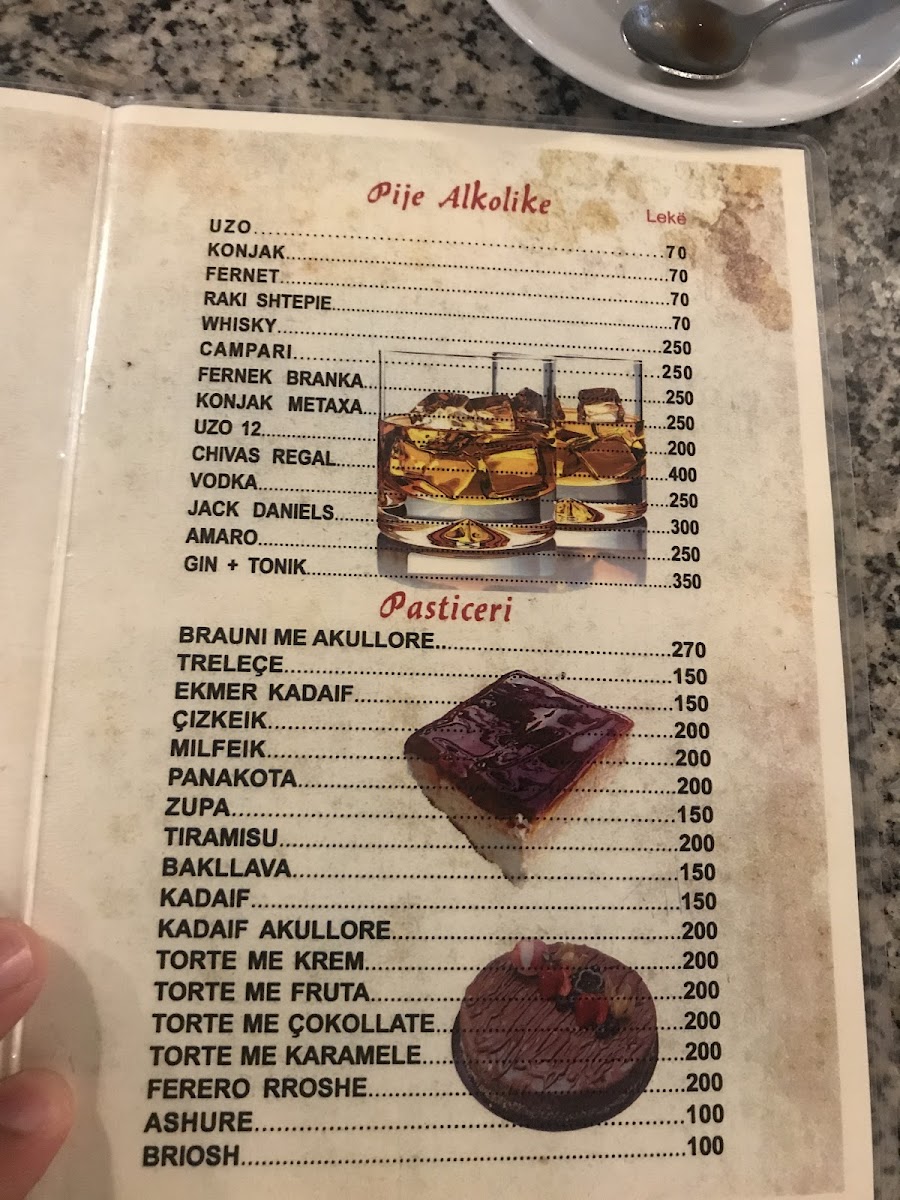 Pije Alkolike
Lekë
UZO 70
KONJAK 70
FERNET 70
RAKI SHTEPIE 70
WHISKY 250
CAMPARI 250
FERNEK BRANKA 250
KONJAK METAXA 250
UZO 12 200
CHIVAS REGAL 400
VODKA 250
JACK DANIELS 300
AMARO 250
GIN + TONIK 350
Pasticeri
BRAUNI ME AKULLORE 270
TRELEÇE 150
EKMER KADAIF 150
ÇIZKEIK 200
MILFEIK 200
PANAKOTA 200
ZUPA 150
TIRAMISU 200
BAKLLAVA 150
KADAIF 150
KADAIF AKULLORE 200
TORTE ME KREM 200
TORTE ME FRUTA 200
TORTE ME ÇOKOLLATE 200
TORTE ME KARAMELE 200
FERERO RROSHE 200
ASHURE 100
BRIOSH 100